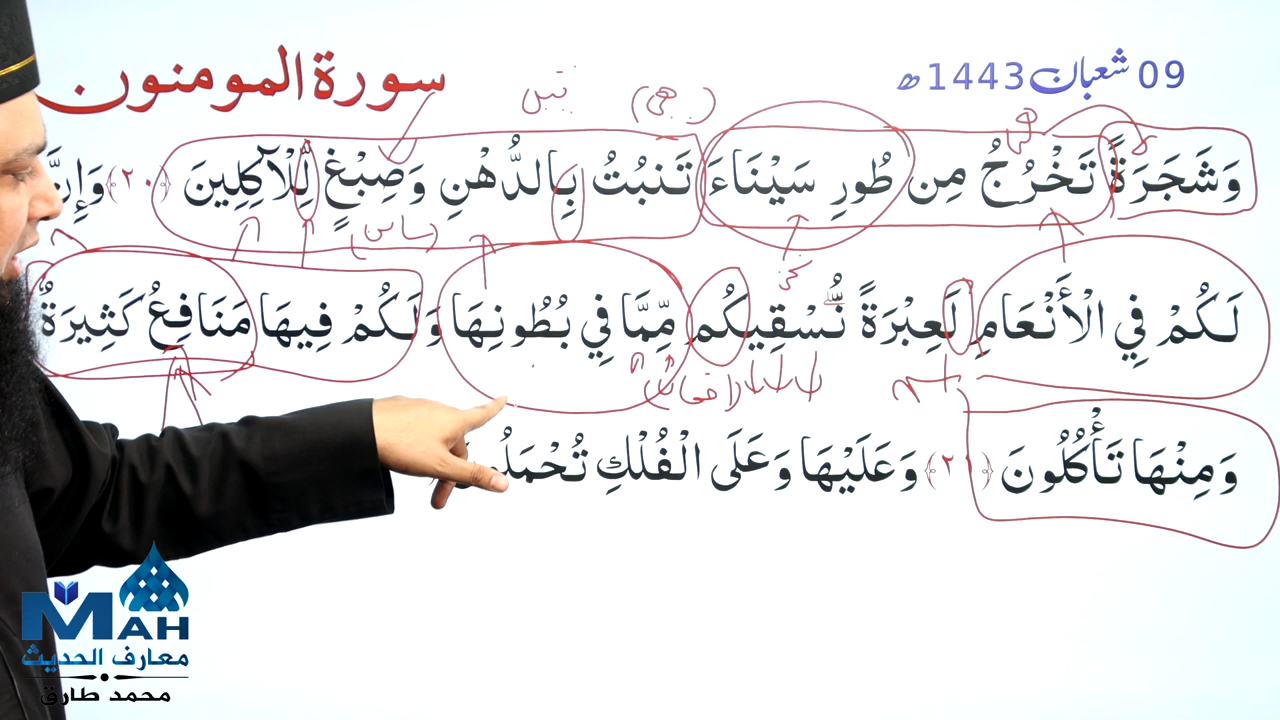 09 شعبان 1443ھ
سورة المومنون
وَشَجَرَةً تَخْرُجُ مِن طُورِ سَيْنَاءَ تَنبُتُ بِالدُّهْنِ وَصِبْغٍ لِّلْآكِلِينَ ﴿٢٠﴾ وَإِنَّ
لَكُمْ فِي الْأَنْعَامِ لَعِبْرَةً نُّسْقِيكُم مِّمَّا فِي بُطُونِهَا وَلَكُمْ فِيهَا مَنَافِعُ كَثِيرَةٌ
وَمِنْهَا تَأْكُلُونَ ﴿٢١﴾ وَعَلَيْهَا وَعَلَى الْفُلْكِ
MAH
معارف الحديث
محمد طارق